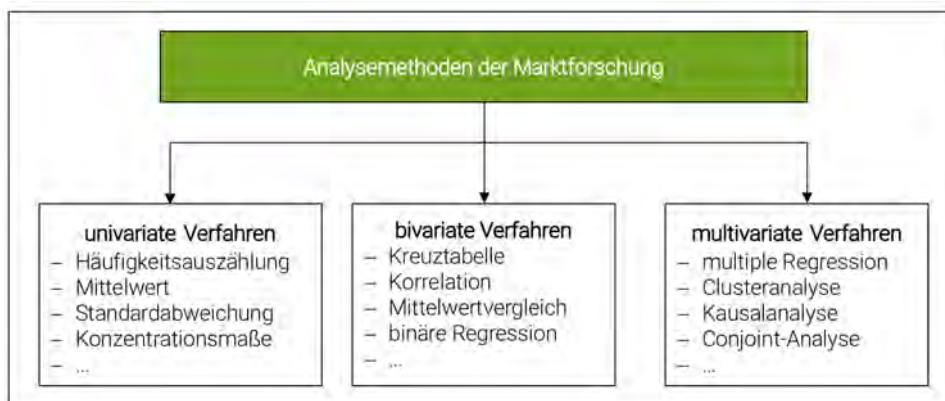 Analysemethoden der Marktforschung
univariate Verfahren
– Häufigkeitsauszählung
– Mittelwert
– Standardabweichung
– Konzentrationsmaße
– ...
bivariate Verfahren
– Kreuztabelle
– Korrelation
– Mittelwertvergleich
– binäre Regression
– ...
multivariate Verfahren
– multiple Regression
– Clusteranalyse
– Kausalanalyse
– Conjoint-Analyse
– ...